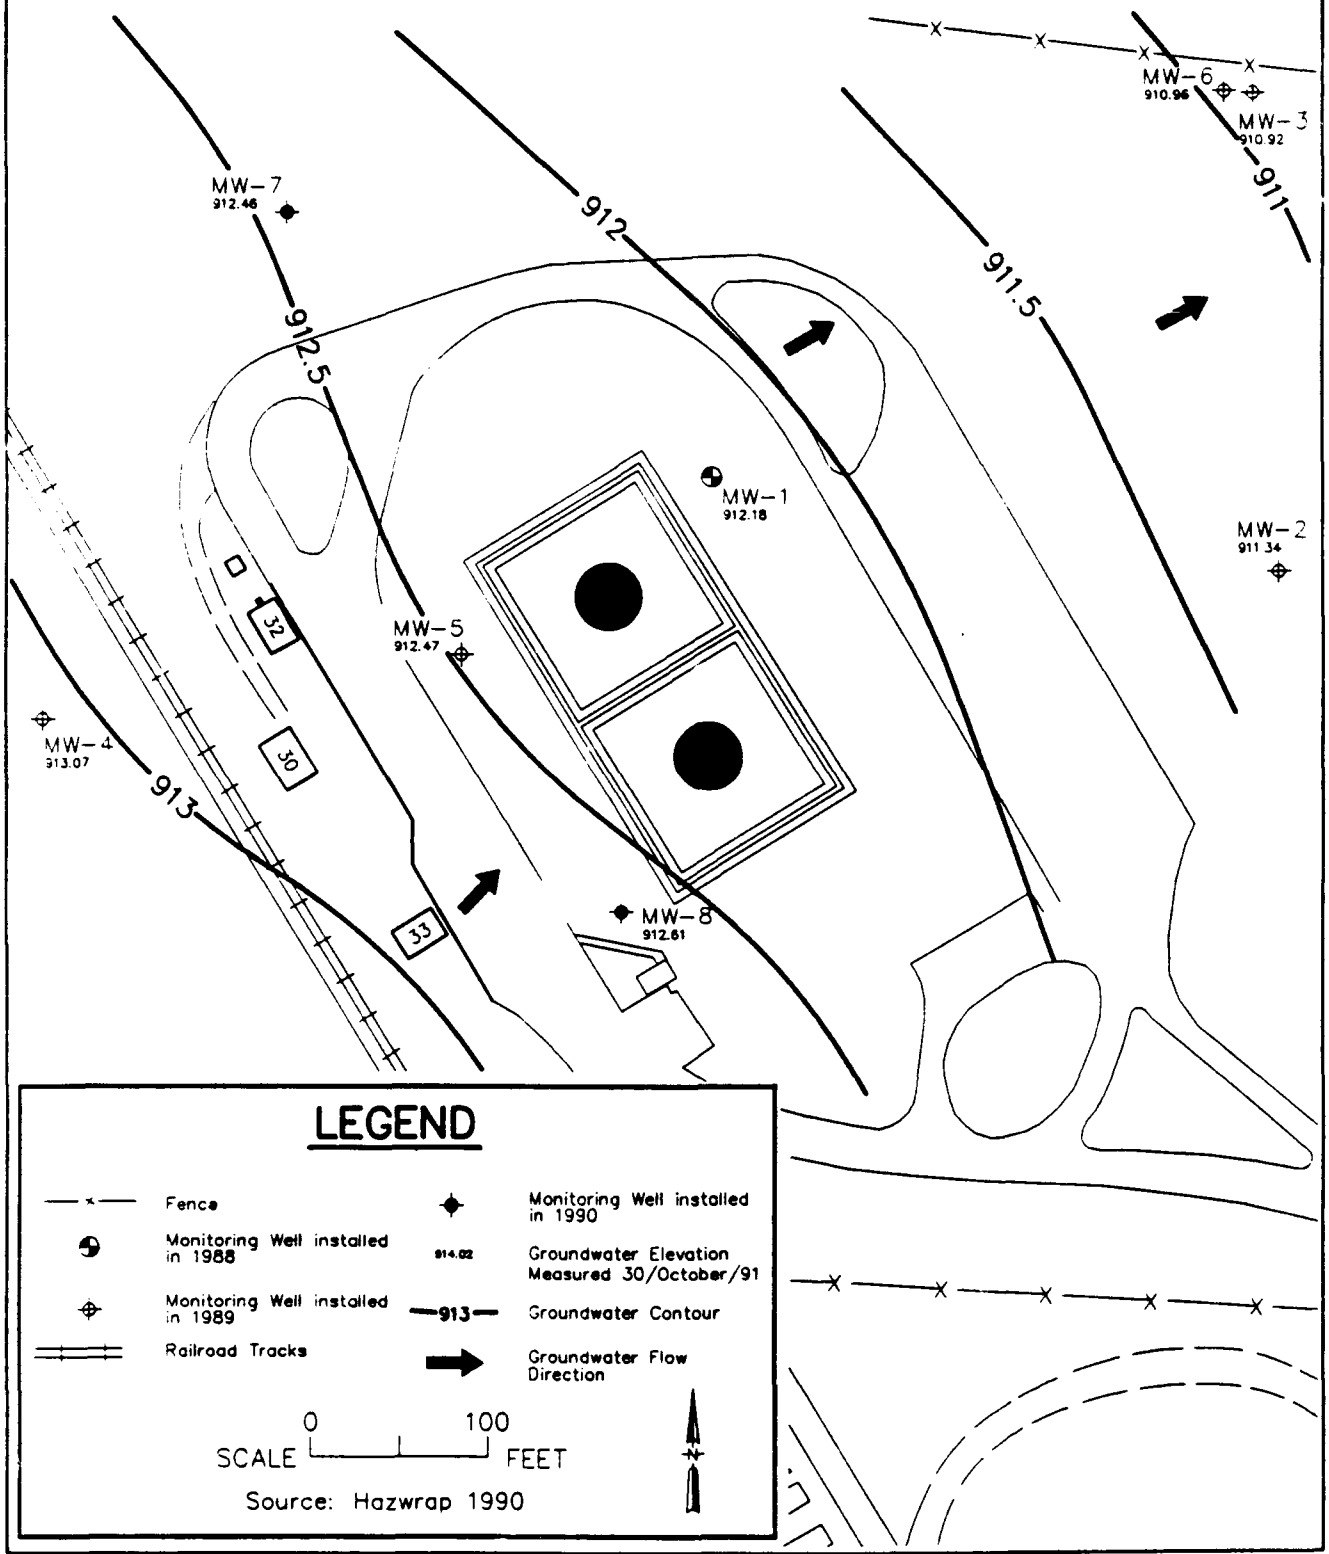 MW-6
910.96
MW-3
910.92
911
MW-7
912.46
912
911.5
912.5
MW-1
912.18
MW-2
911.34
32
MW-5
912.47
MW-4
913.07
30
913
33
MW-8
912.61
LEGEND
x Fence
Monitoring Well installed
in 1988
Monitoring Well installed
in 1989
Railroad Tracks
Monitoring Well installed
in 1990
914.02 Groundwater Elevation
Measured 30/October/91
913 Groundwater Contour
Groundwater Flow
Direction
0 100
SCALE FEET
N
Source: Hazwrap 1990